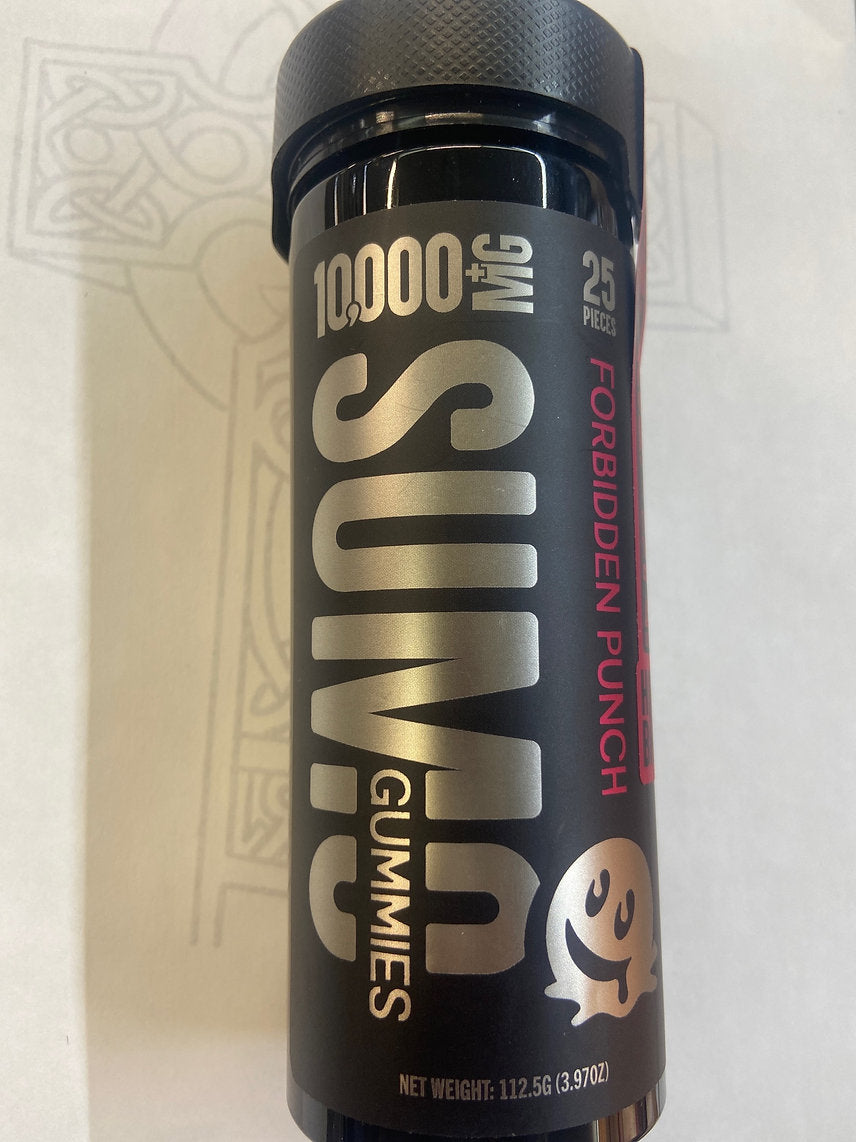 10,000+ MG
25
PIECES
SUMO
GUMMIES
FORBIDDEN PUNCH
NET WEIGHT: 112.5G (3.97OZ)